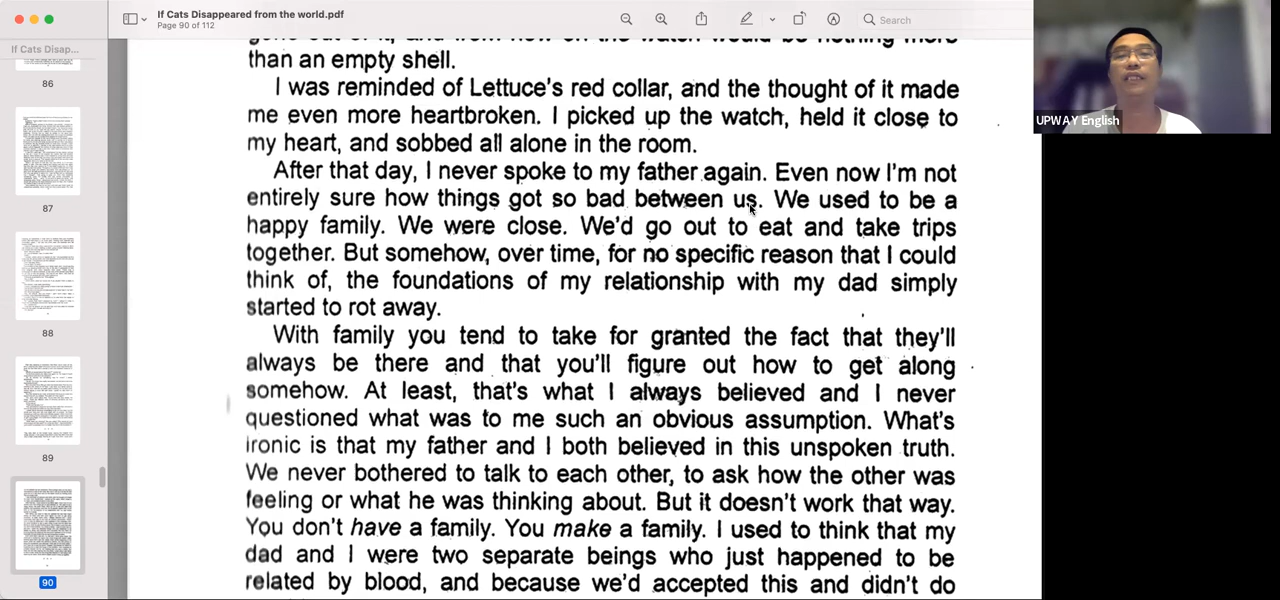 If Cats Disappeared from the world.pdf
Page 90 of 112
Search
If Cats Disap...
86
87
88
89
90
than an empty shell.
I was reminded of Lettuce's red collar, and the thought of it made
me even more heartbroken. I picked up the watch, held it close to
my heart, and sobbed all alone in the room.
After that day, I never spoke to my father again. Even now I'm not
entirely sure how things got so bad between us. We used to be a
happy family. We were close. We'd go out to eat and take trips
together. But somehow, over time, for no specific reason that I could
think of, the foundations of my relationship with my dad simply
started to rot away.
With family you tend to take for granted the fact that they'll
always be there and that you'll figure out how to get along
somehow. At least, that's what I always believed and I never
questioned what was to me such an obvious assumption. What's
ironic is that my father and I both believed in this unspoken truth.
We never bothered to talk to each other, to ask how the other was
feeling or what he was thinking about. But it doesn't work that way.
You don't have a family. You make a family. I used to think that my
dad and I were two separate beings who just happened to be
related by blood, and because we'd accepted this and didn't do
UPWAY English